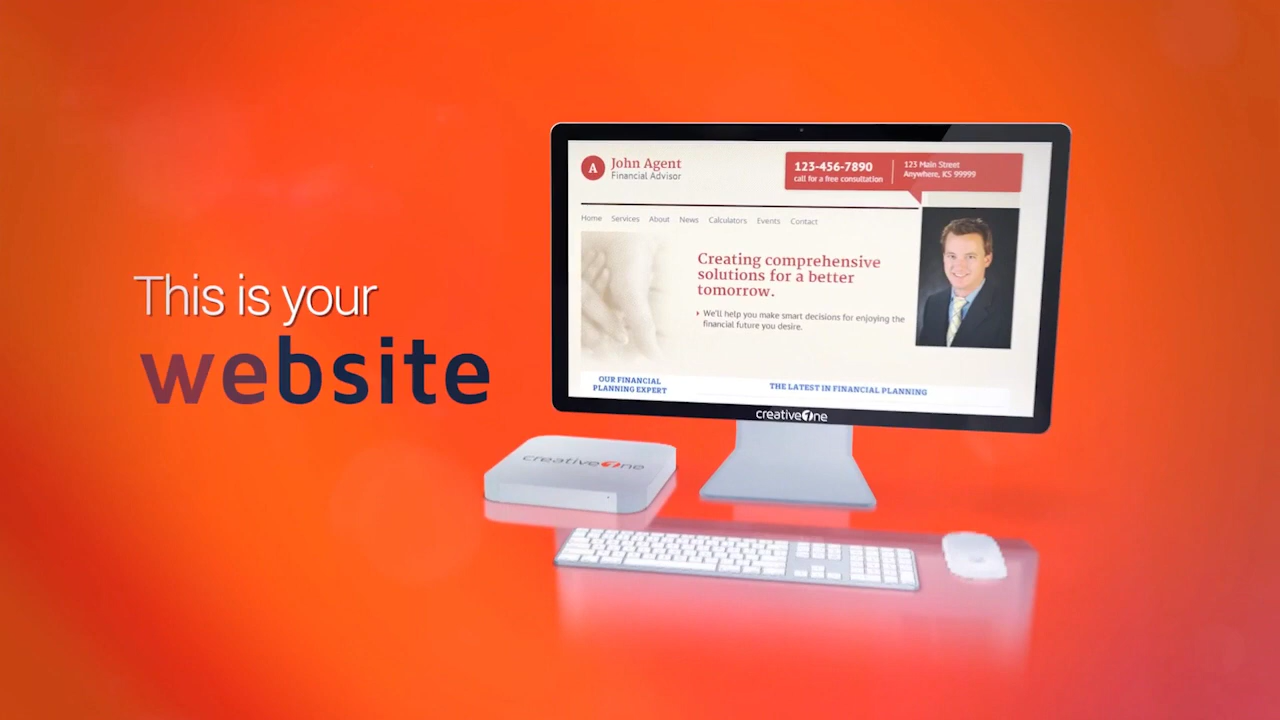 This is your
website
A
John Agent
Financial Advisor
123-456-7890
call for a free consultation
123 Main Street
Anywhere, KS 99999
Home Services About News Calculators Events Contact
Creating comprehensive
solutions for a better
tomorrow.
We'll help you make smart decisions for enjoying the
financial future you desire.
OUR FINANCIAL
PLANNING EXPERT
THE LATEST IN FINANCIAL PLANNING
creative1ne
creative1ne